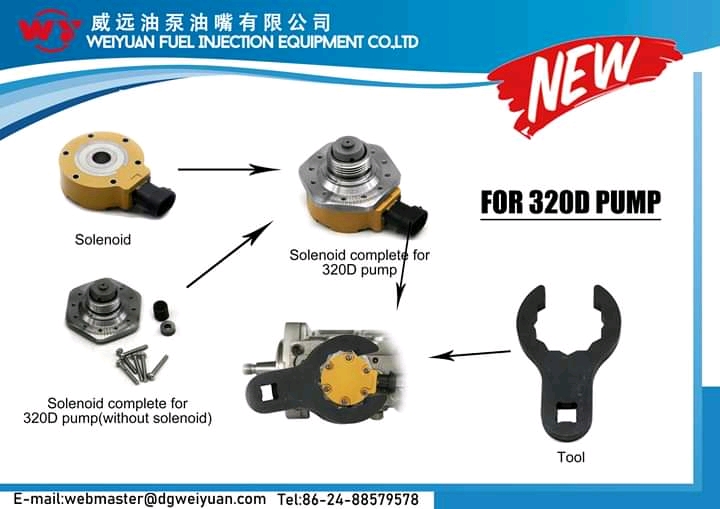 WY
威远油泵油嘴有限公司
WEIYUAN FUEL INJECTION EQUIPMENT CO.,LTD
NEW
FOR 320D PUMP
Solenoid
Solenoid complete for
320D pump
Solenoid complete for
320D pump(without solenoid)
Tool
E-mail:webmaster@dgweiyuan.com Tel:86-24-88579578